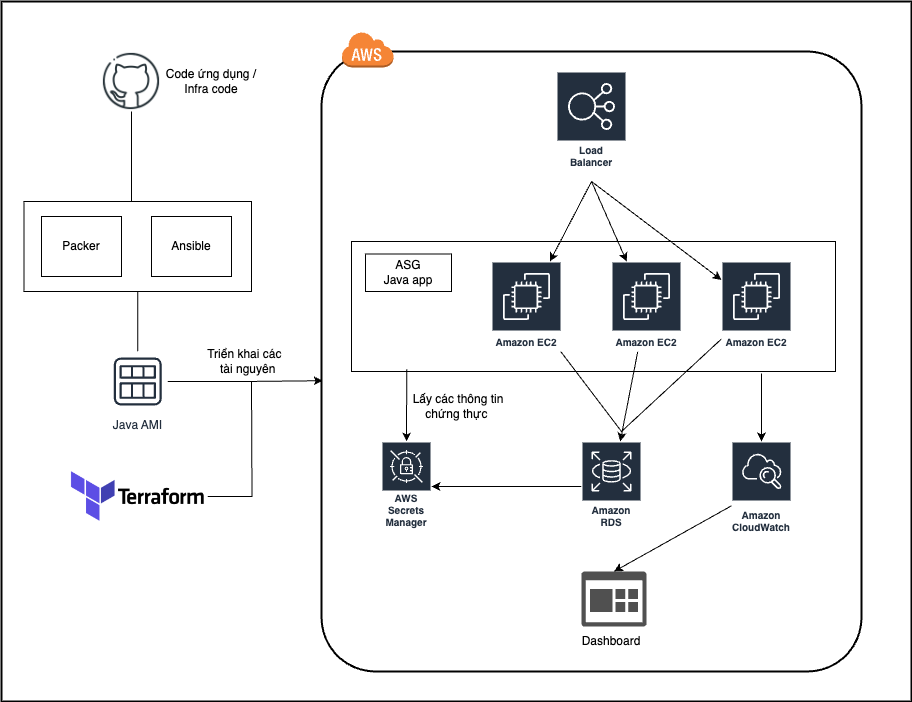 AWS
Code ứng dụng /
Infra code
Load
Balancer
Packer
Ansible
ASG
Java app
Amazon EC2
Amazon EC2
Amazon EC2
Triển khai các
tài nguyên
Java AMI
Lấy các thông tin
chứng thực
Terraform
AWS
Secrets
Manager
Amazon
RDS
Amazon
CloudWatch
Dashboard